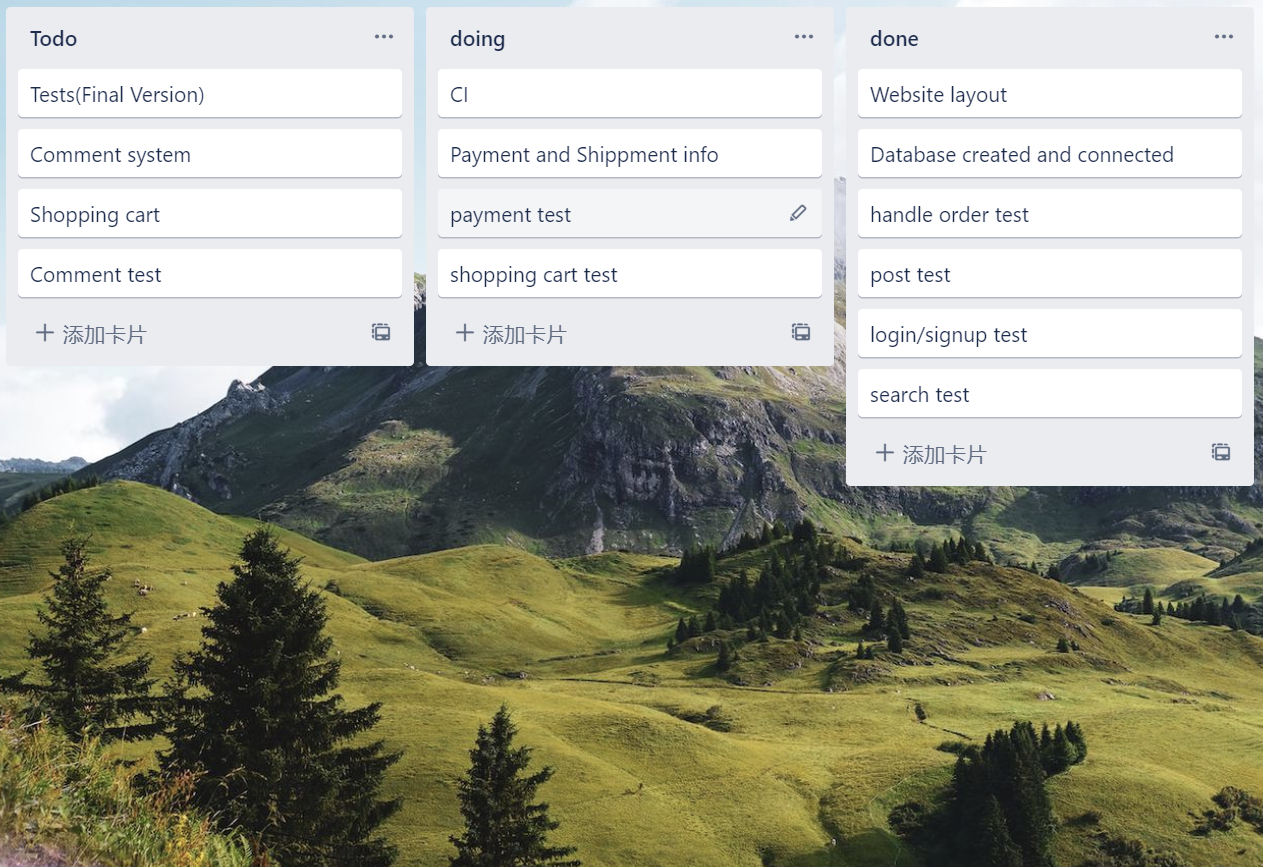 Todo
Tests(Final Version)
Comment system
Shopping cart
Comment test
添加卡片
doing
CI
Payment and Shippment info
payment test
shopping cart test
添加卡片
done
Website layout
Database created and connected
handle order test
post test
login/signup test
search test
添加卡片